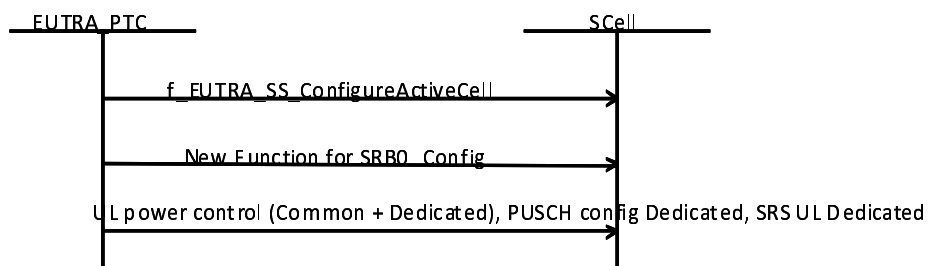 EUTRA_PTC
SCell
f_EUTRA_SS_ConfigureActiveCell
New Function for SRB0_Config
UL power control (Common + Dedicated), PUSCH config Dedicated, SRS UL Dedicated